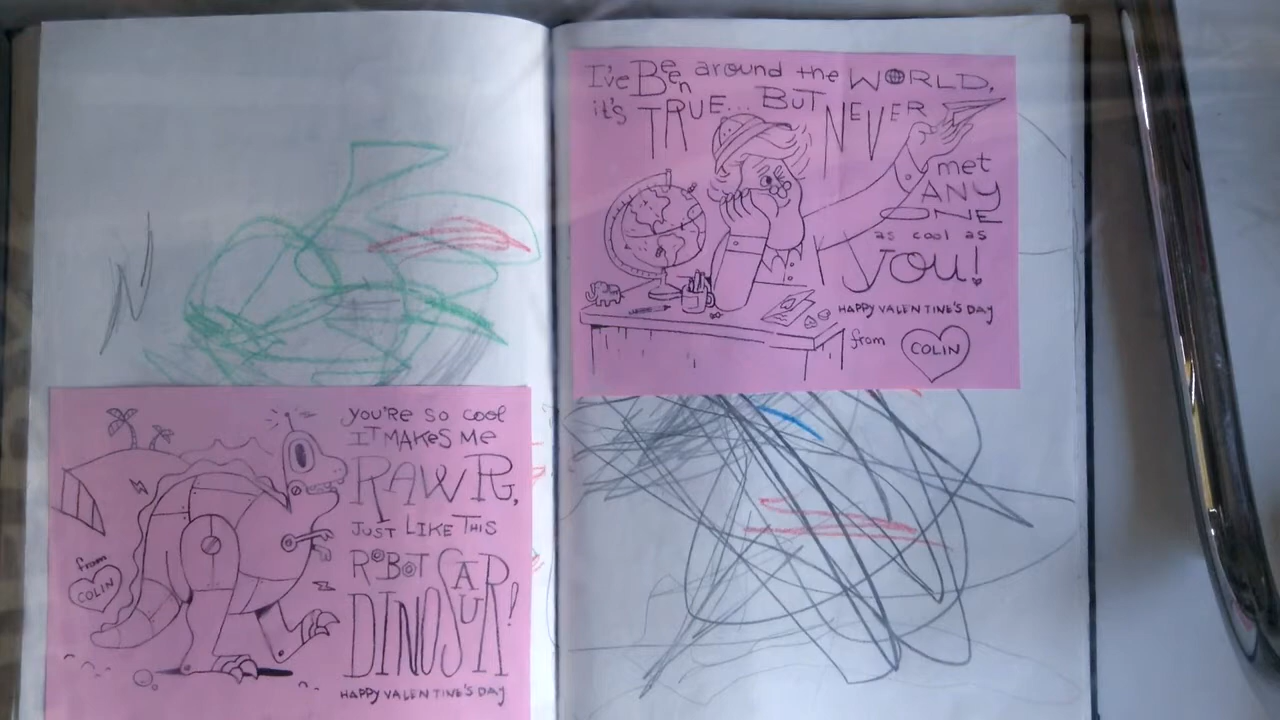 I've Been around the WORLD,
it's TRUE... BUT NEVER
met
ANY
ONE
as cool as
you!
HAPPY VALENTINE'S DAY
from COLIN
YOU'RE SO COOL
IT MAKES ME
RAWR,
JUST LIKE THIS
ROBOT
DINOSAUR!
HAPPY VALENTINE'S DAY
from
COLIN